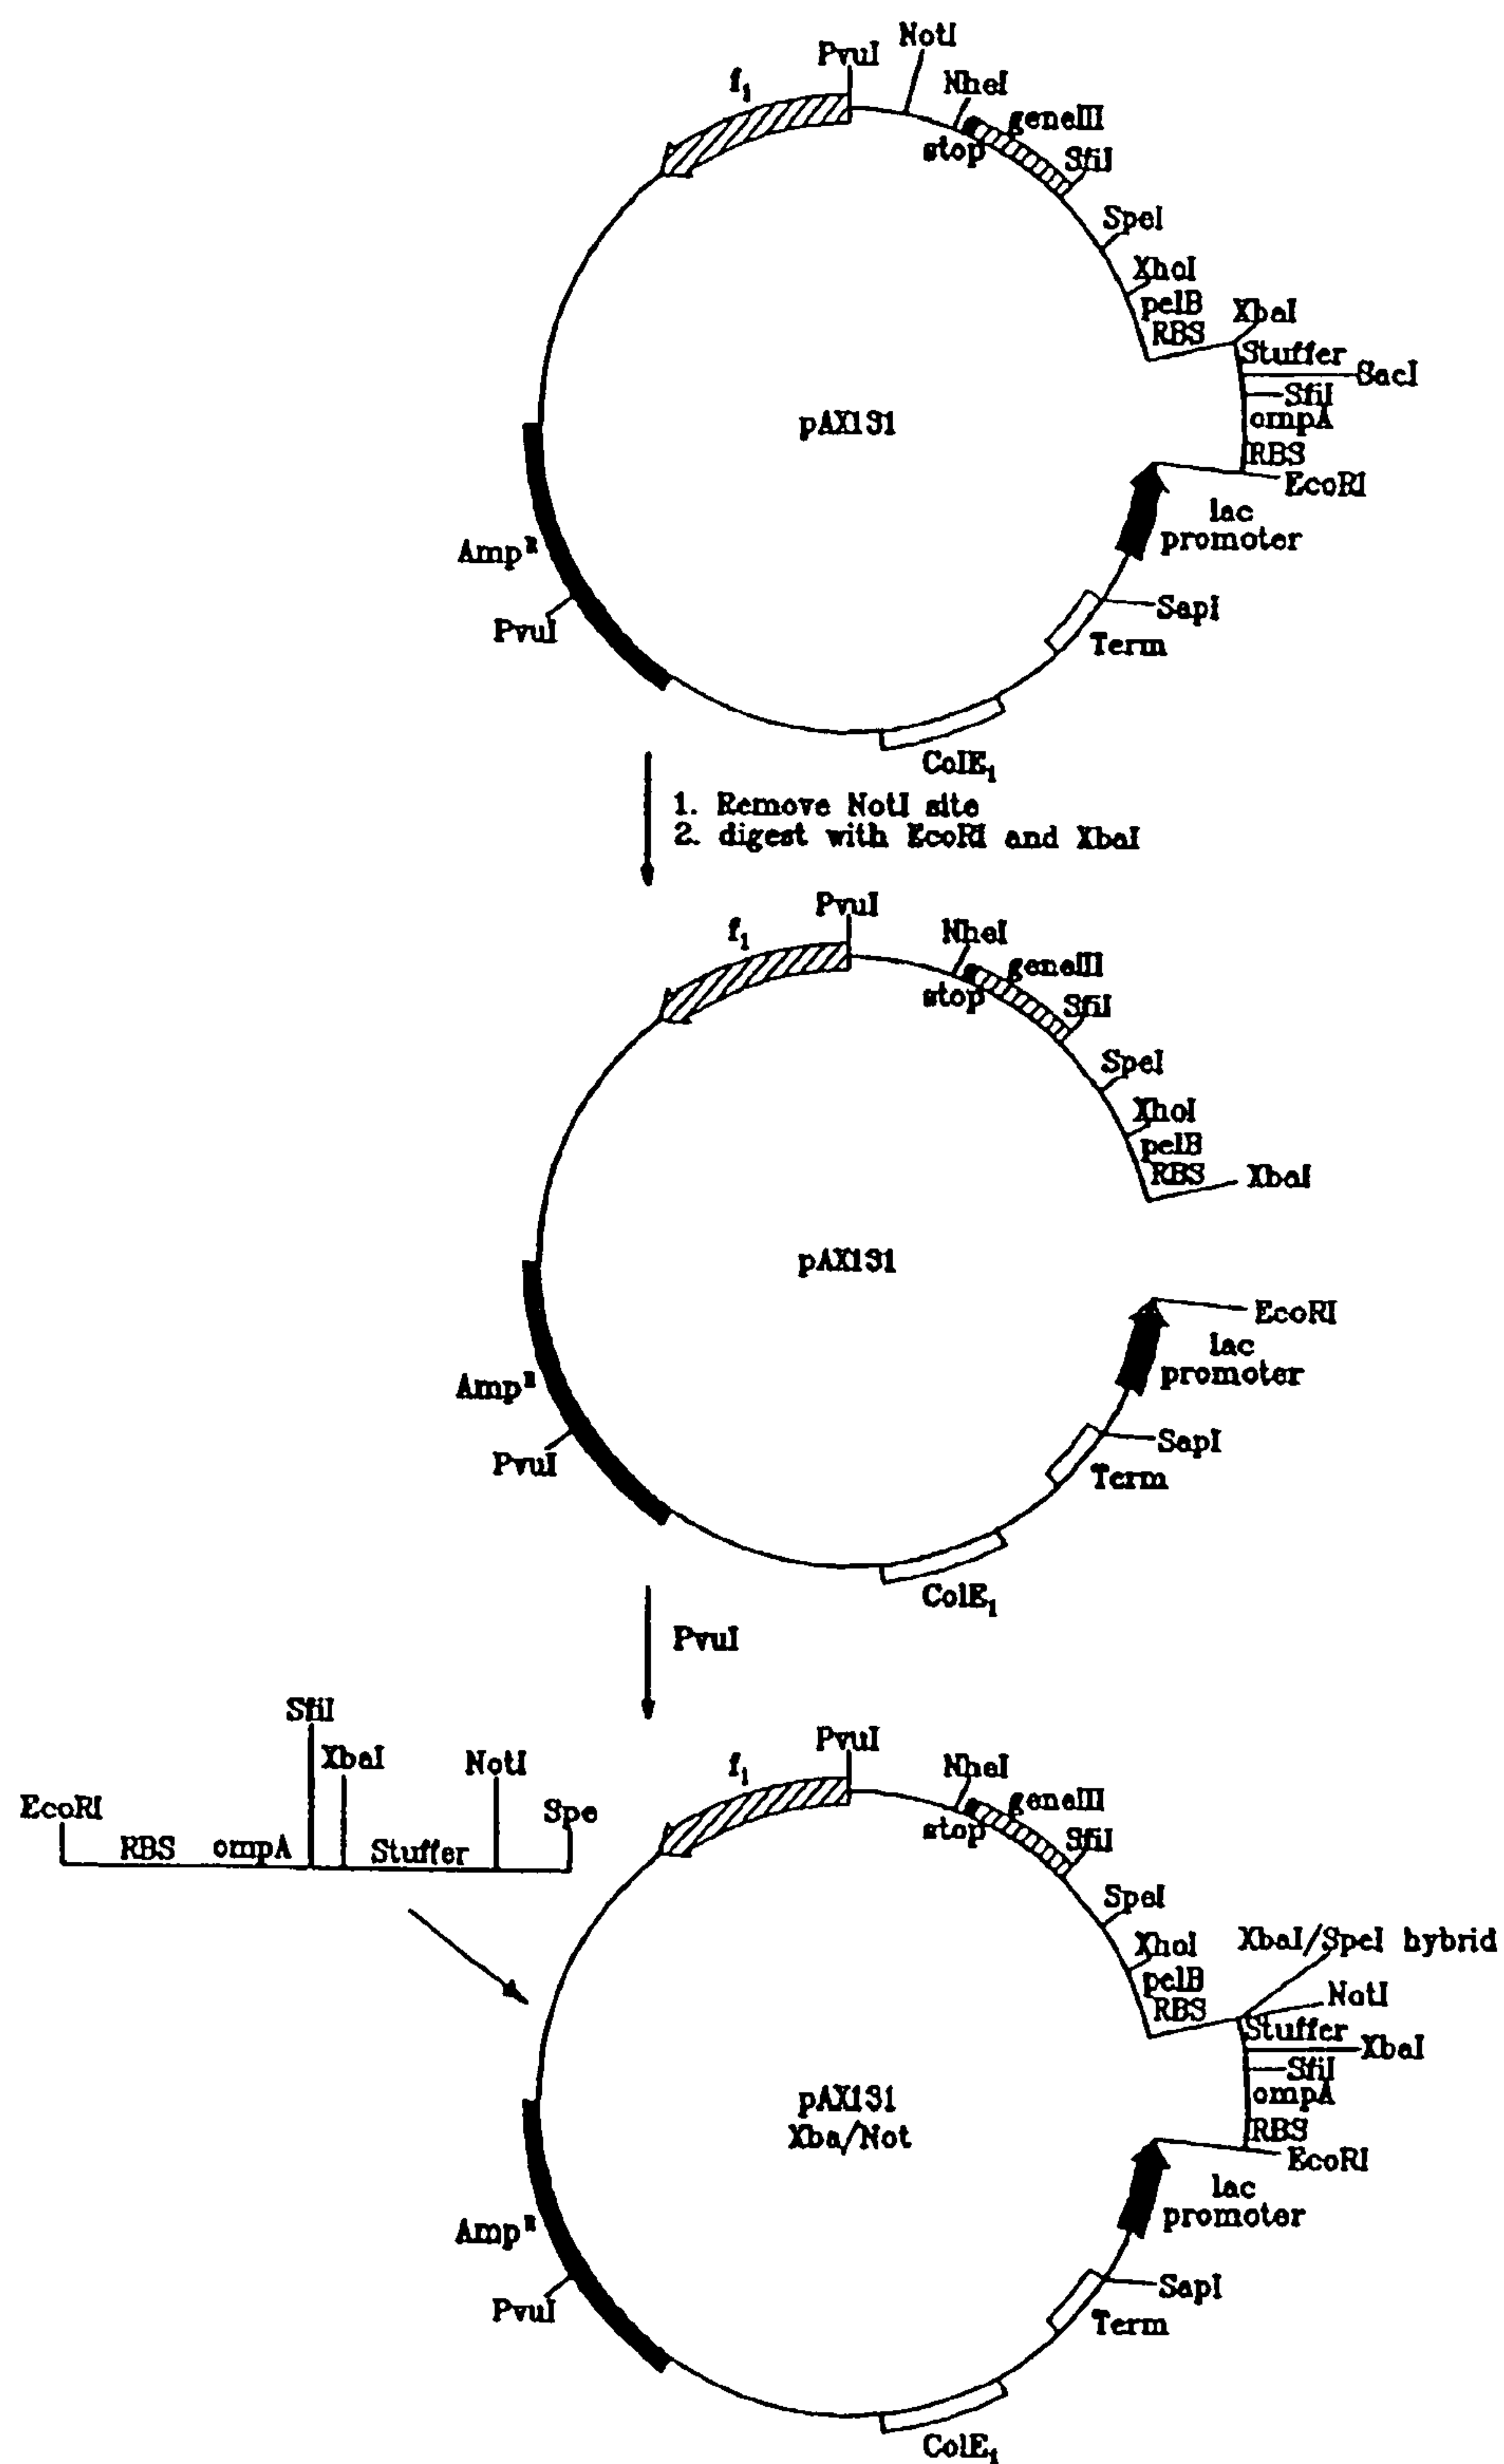 PvuI
NotI
f1
NheI
geneIII
stop
SfiI
SpeI
XhoI
pelB
RBS
XbaI
Stuffer
SacI
SfiI
ompA
RBS
EcoRI
pAX131
lac
promoter
Amp^R
SapI
PvuI
Term
ColE1
1. Remove NotI site
2. digest with EcoRI and XbaI
PvuI
f1
NheI
geneIII
stop
SfiI
SpeI
XhoI
pelB
RBS
XbaI
pAX131
EcoRI
lac
promoter
Amp^R
SapI
PvuI
Term
ColE1
PvuI
SfiI
XbaI
NotI
EcoRI
Spe
RBS
ompA
Stuffer
PvuI
f1
NheI
geneIII
stop
SfiI
SpeI
XhoI
XbaI/SpeI hybrid
pelB
NotI
RBS
Stuffer
XbaI
SfiI
ompA
RBS
EcoRI
pAX131
Xba/Not
lac
promoter
Amp^R
SapI
PvuI
Term
ColE1